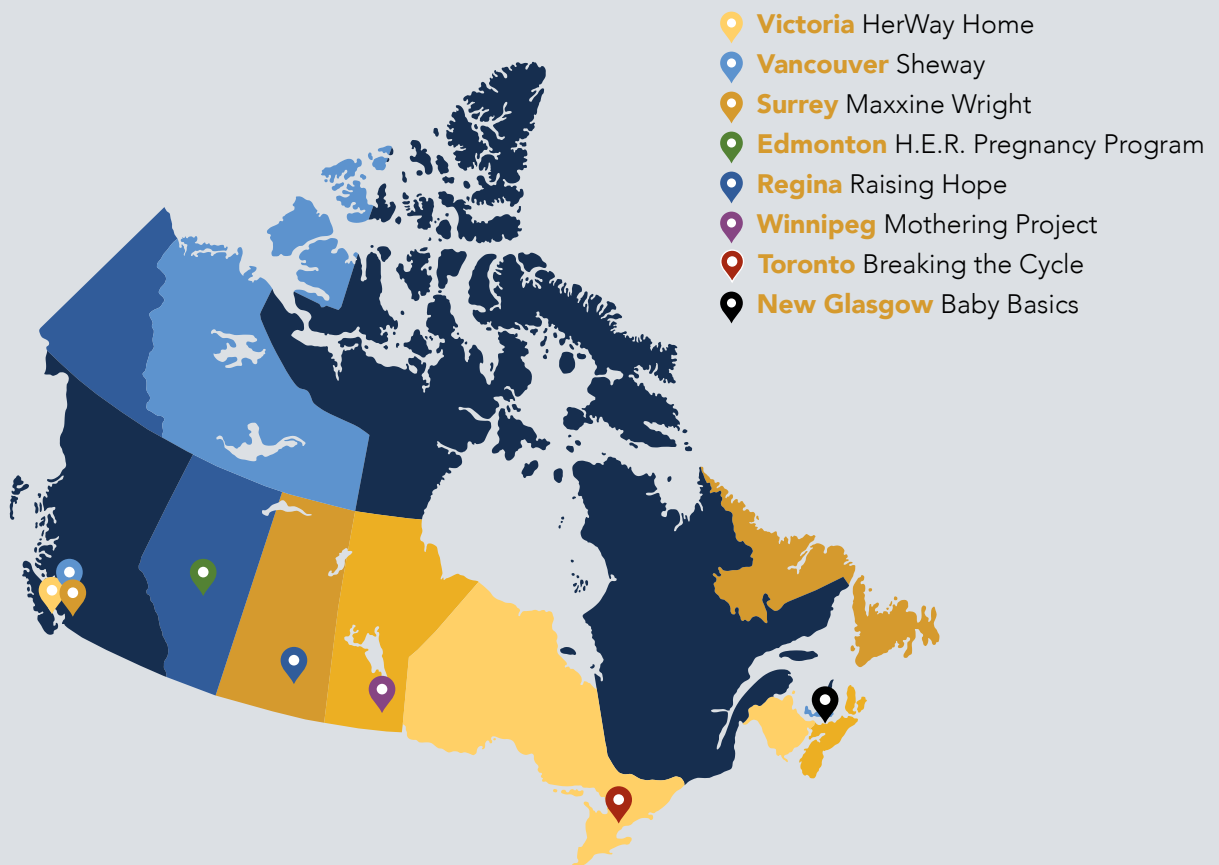 Victoria HerWay Home
Vancouver Sheway
Surrey Maxxine Wright
Edmonton H.E.R. Pregnancy Program
Regina Raising Hope
Winnipeg Mothering Project
Toronto Breaking the Cycle
New Glasgow Baby Basics